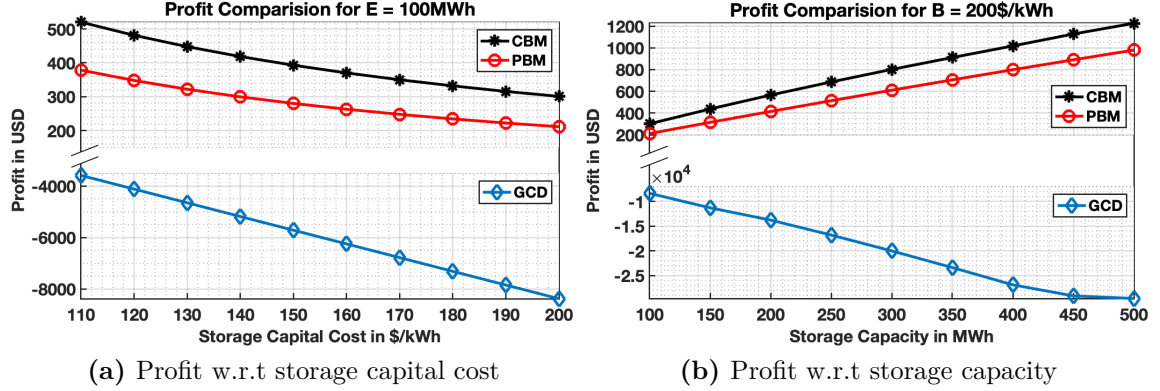 Profit Comparision for E = 100MWh
500
400
300
200
-4000
-6000
-8000
Profit in USD
CBM
PBM
GCD
110 120 130 140 150 160 170 180 190 200
Storage Capital Cost in $/kWh
(a) Profit w.r.t storage capital cost
Profit Comparision for B = 200$/kWh
1200
1000
800
600
400
200
×10^4
-1
-1.5
-2
-2.5
Profit in USD
CBM
PBM
GCD
100 150 200 250 300 350 400 450 500
Storage Capacity in MWh
(b) Profit w.r.t storage capacity